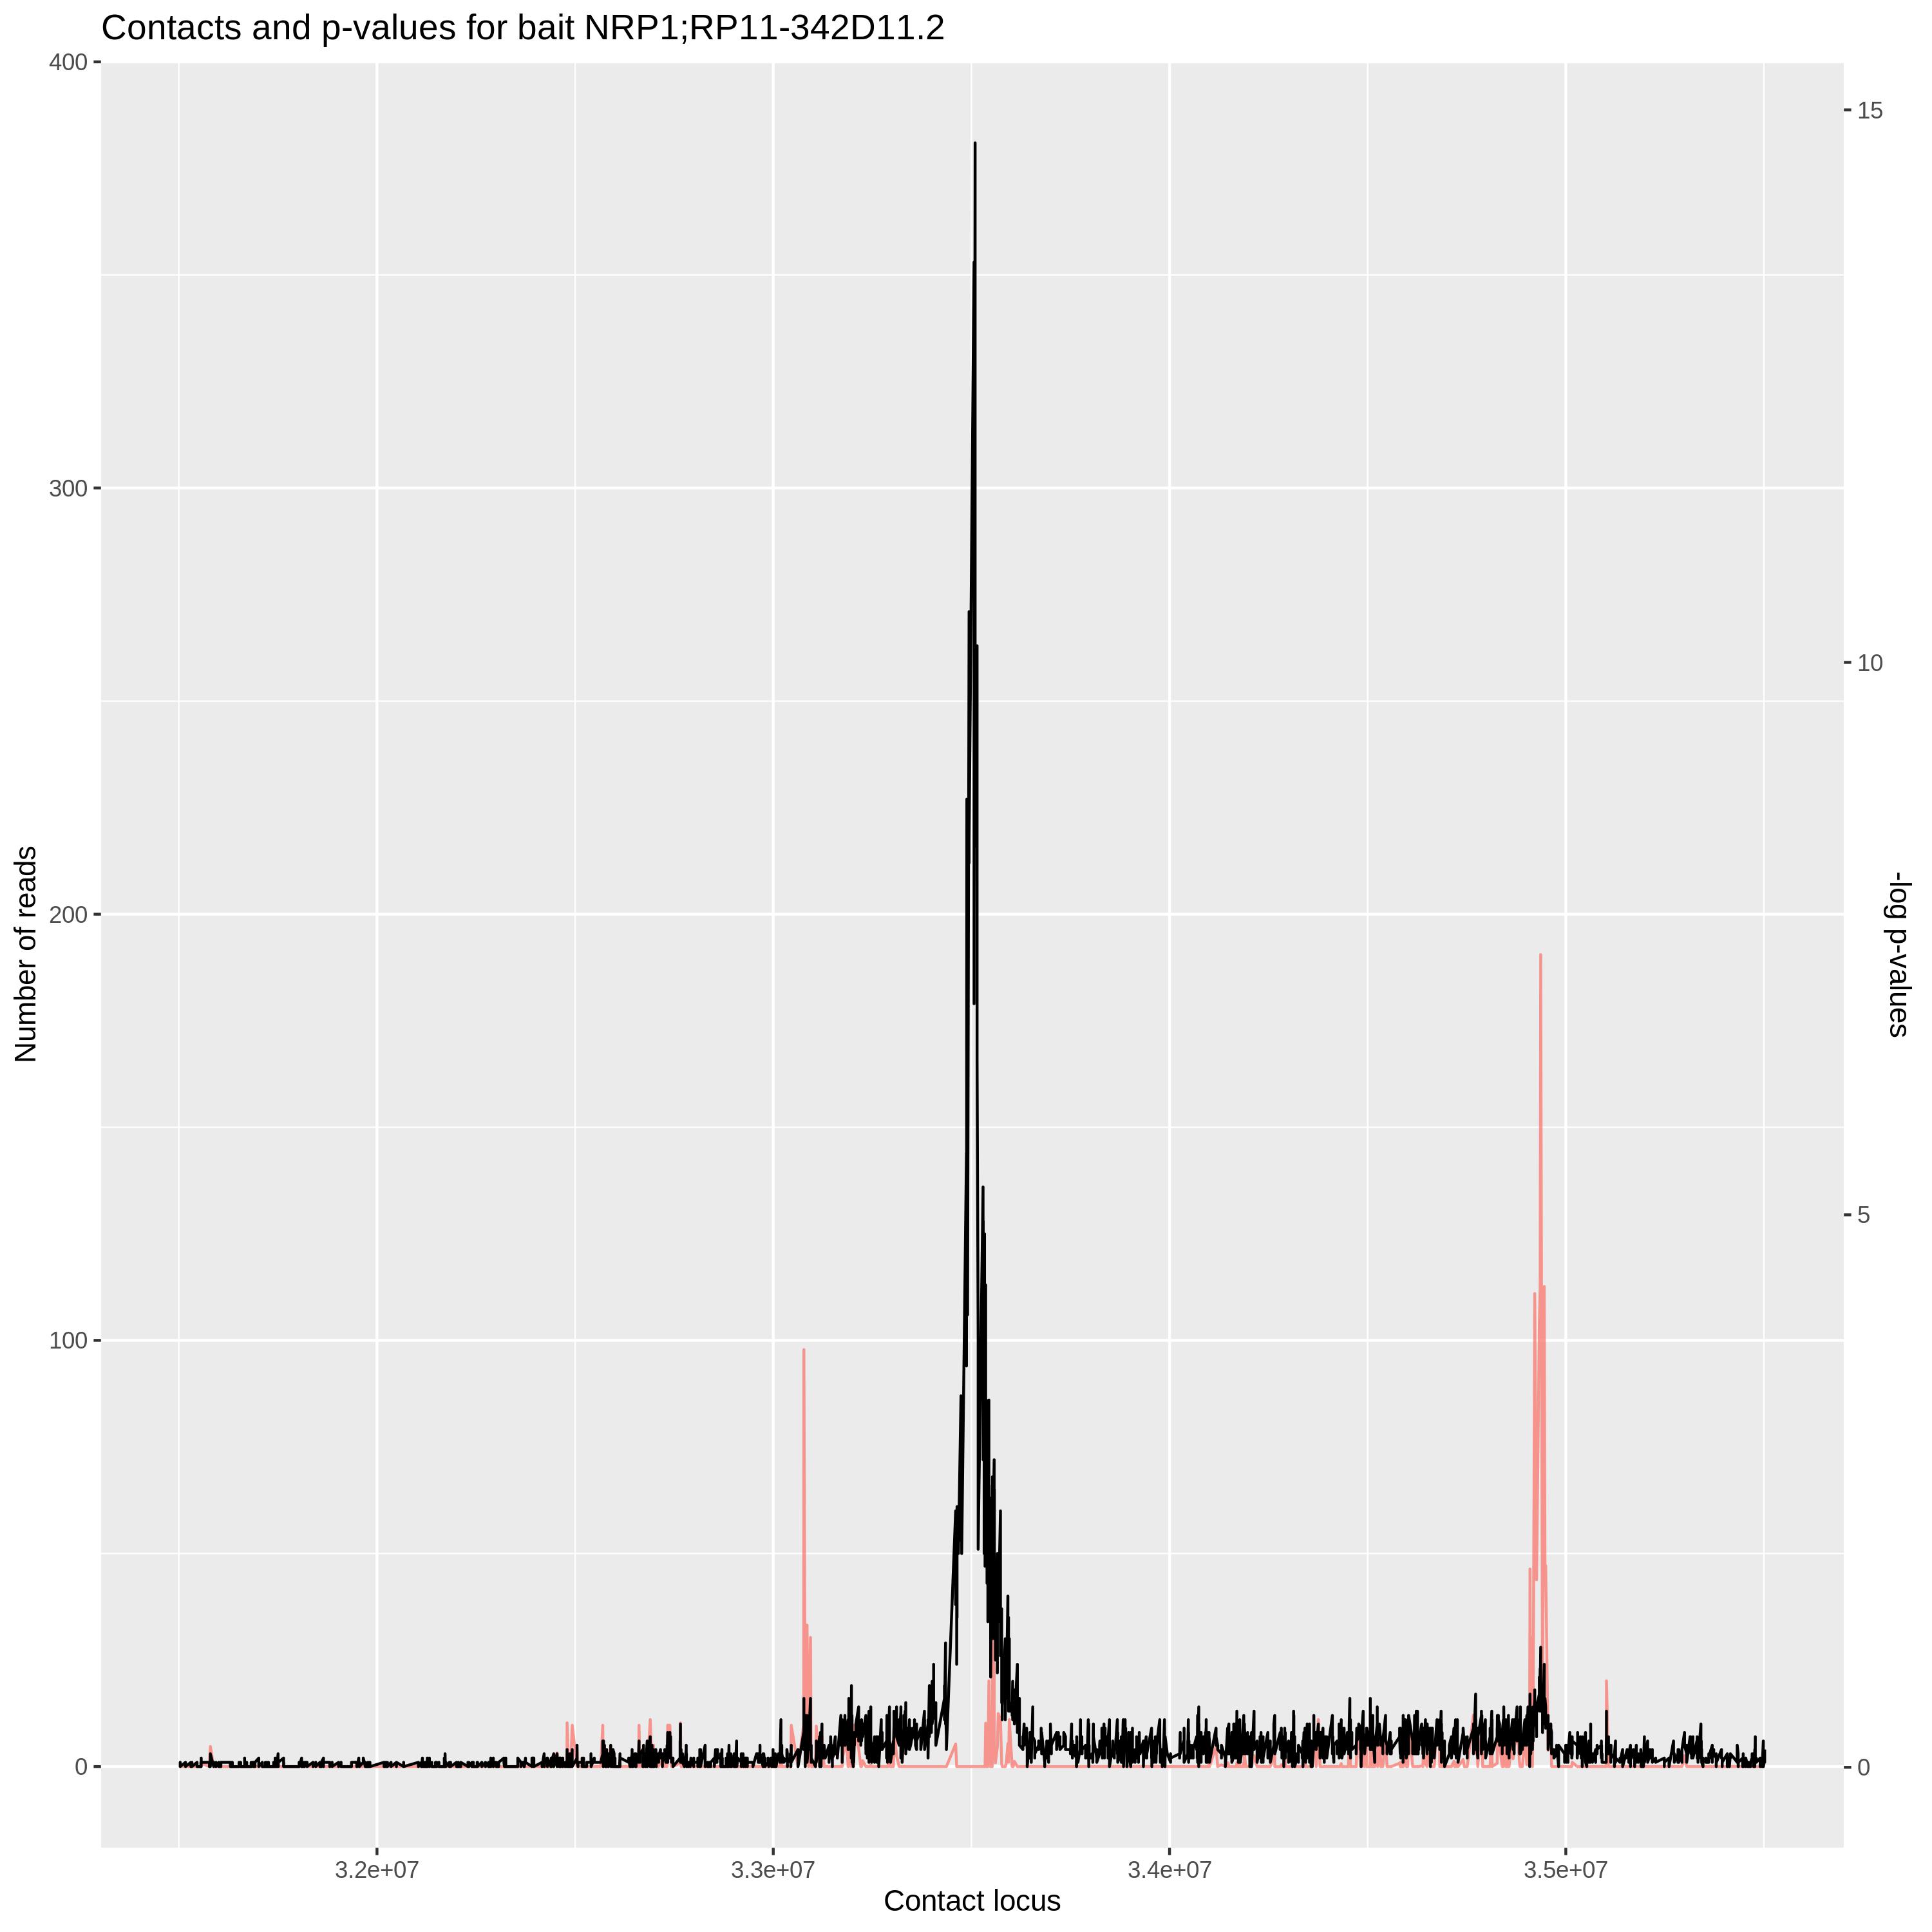 Contacts and p-values for bait NRP1;RP11-342D11.2
400
300
200
100
0
Number of reads
15
10
5
0
-log p-values
3.2e+07
3.3e+07
3.4e+07
3.5e+07
Contact locus